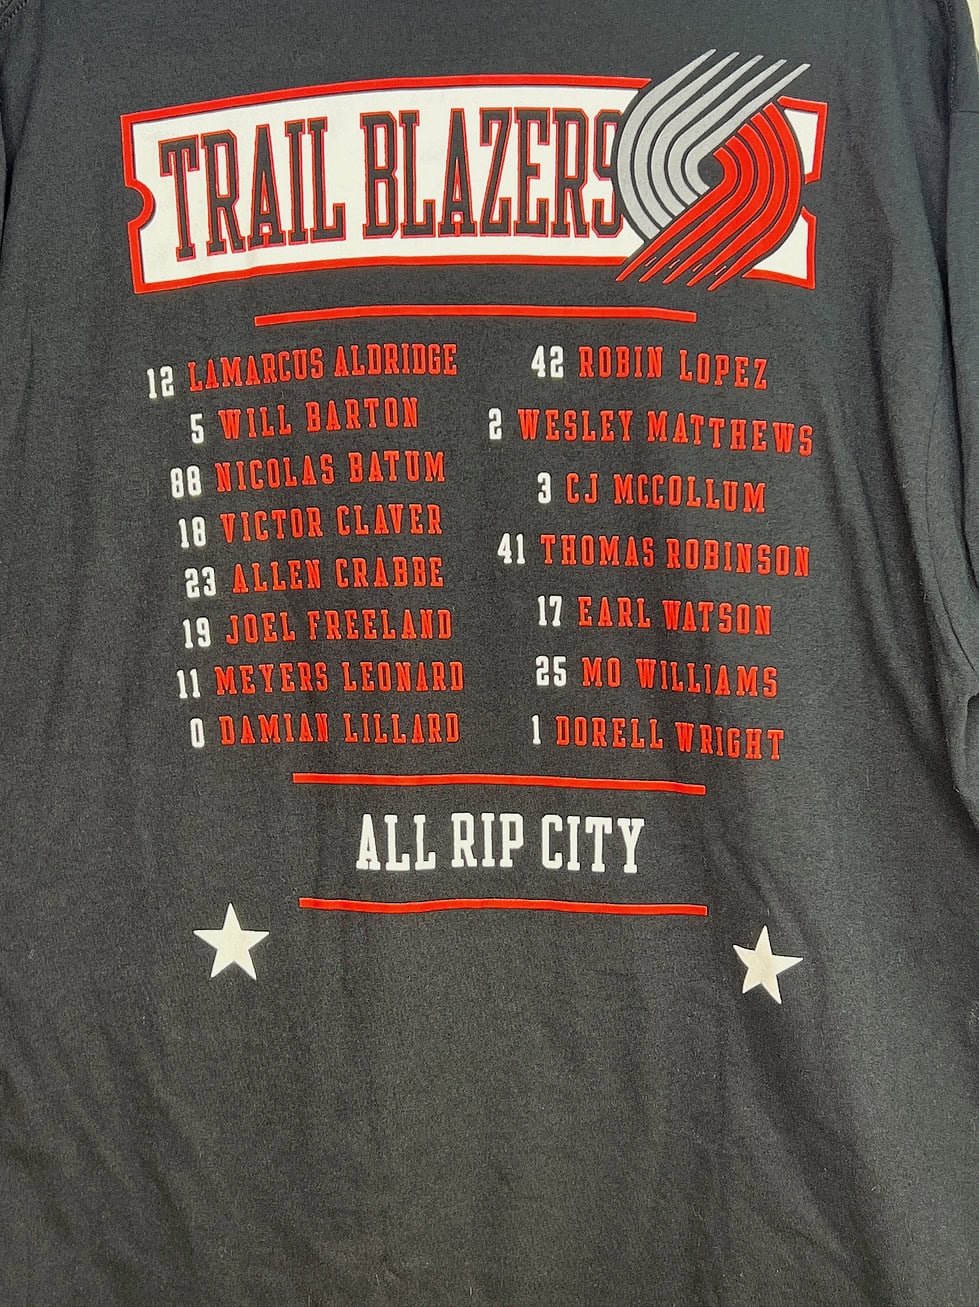 TRAIL BLAZERS
12 LAMARCUS ALDRIDGE
5 WILL BARTON
88 NICOLAS BATUM
18 VICTOR CLAVER
23 ALLEN CRABBE
19 JOEL FREELAND
11 MEYERS LEONARD
0 DAMIAN LILLARD
42 ROBIN LOPEZ
2 WESLEY MATTHEWS
3 CJ MCCOLLUM
41 THOMAS ROBINSON
17 EARL WATSON
25 MO WILLIAMS
1 DORELL WRIGHT
ALL RIP CITY